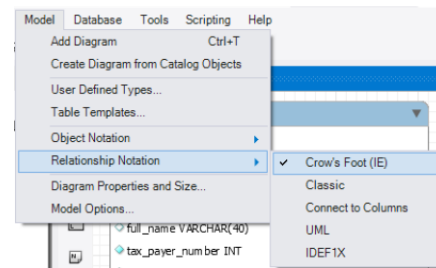 Model Database Tools Scripting Help
Add Diagram Ctrl+T
Create Diagram from Catalog Objects
User Defined Types...
Table Templates...
Object Notation
Relationship Notation
Crow's Foot (IE)
Diagram Properties and Size...
Classic
Model Options...
Connect to Columns
full_name VARCHAR(40)
UML
tax_payer_number INT
IDEF1X